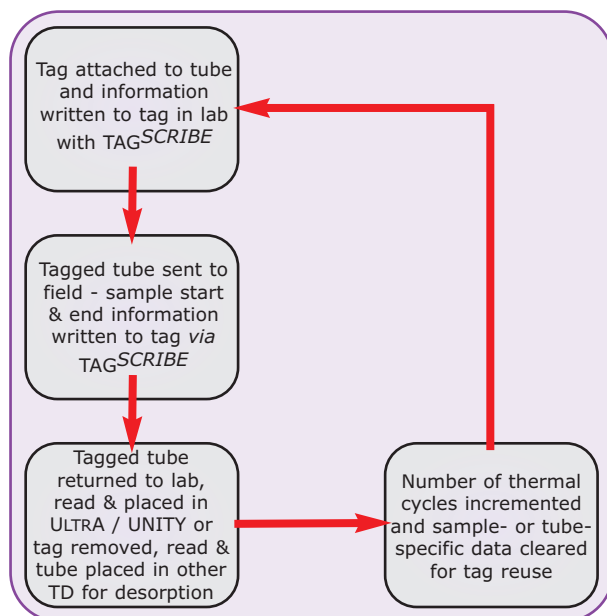 Tag attached to tube
and information
written to tag in lab
with TAGSCRIBE
Tagged tube sent to
field - sample start
& end information
written to tag via
TAGSCRIBE
Tagged tube
returned to lab,
read & placed in
ULTRA / UNITY or
tag removed, read &
tube placed in other
TD for desorption
Number of thermal
cycles incremented
and sample- or tube-
specific data cleared
for tag reuse